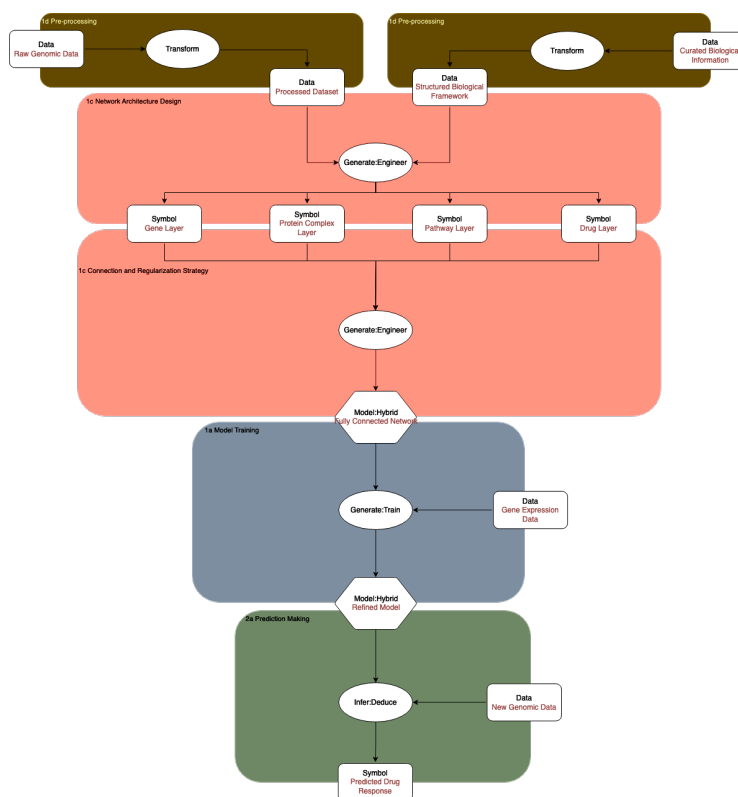 1d Pre-processing
1d Pre-processing
Data
Raw Genomic Data
Transform
Transform
Data
Curated Biological
Information
Data
Processed Dataset
Data
Structured Biological
Framework
1c Network Architecture Design
Generate:Engineer
Symbol
Gene Layer
Symbol
Protein Complex
Layer
Symbol
Pathway Layer
Symbol
Drug Layer
1c Connection and Regularization Strategy
Generate:Engineer
Model:Hybrid
Fully Connected Network
1a Model Training
Generate:Train
Data
Gene Expression
Data
Model:Hybrid
Refined Model
2a Prediction Making
Infer:Deduce
Data
New Genomic Data
Symbol
Predicted Drug
Response